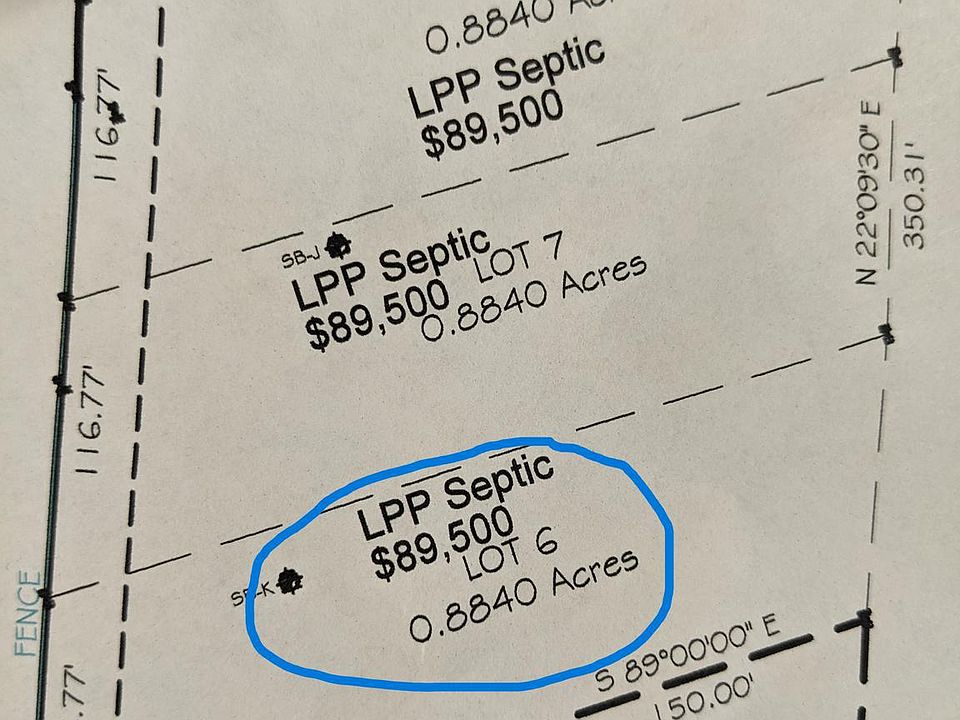 0.8840
LPP Septic
$89,500
116.77'
N 22°09'30" E
350.31'
SB-J
LPP Septic
$89,500
LOT 7
0.8840 Acres
116.77'
LPP Septic
$89,500
LOT 6
0.8840 Acres
SB-K
FENCE
.77'
S 89°00'00" E
150.00'